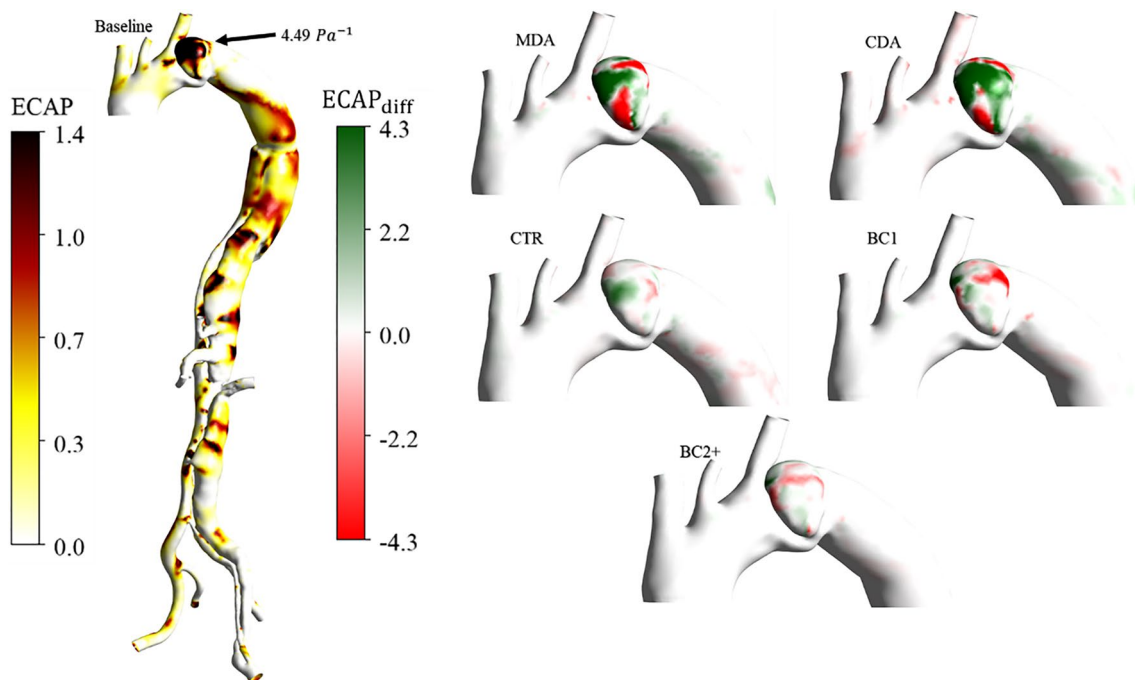 Baseline
4.49 Pa⁻¹
ECAP
1.4
1.0
0.7
0.3
0.0
ECAP_diff
4.3
2.2
0.0
-2.2
-4.3
MDA
CDA
CTR
BC1
BC2+